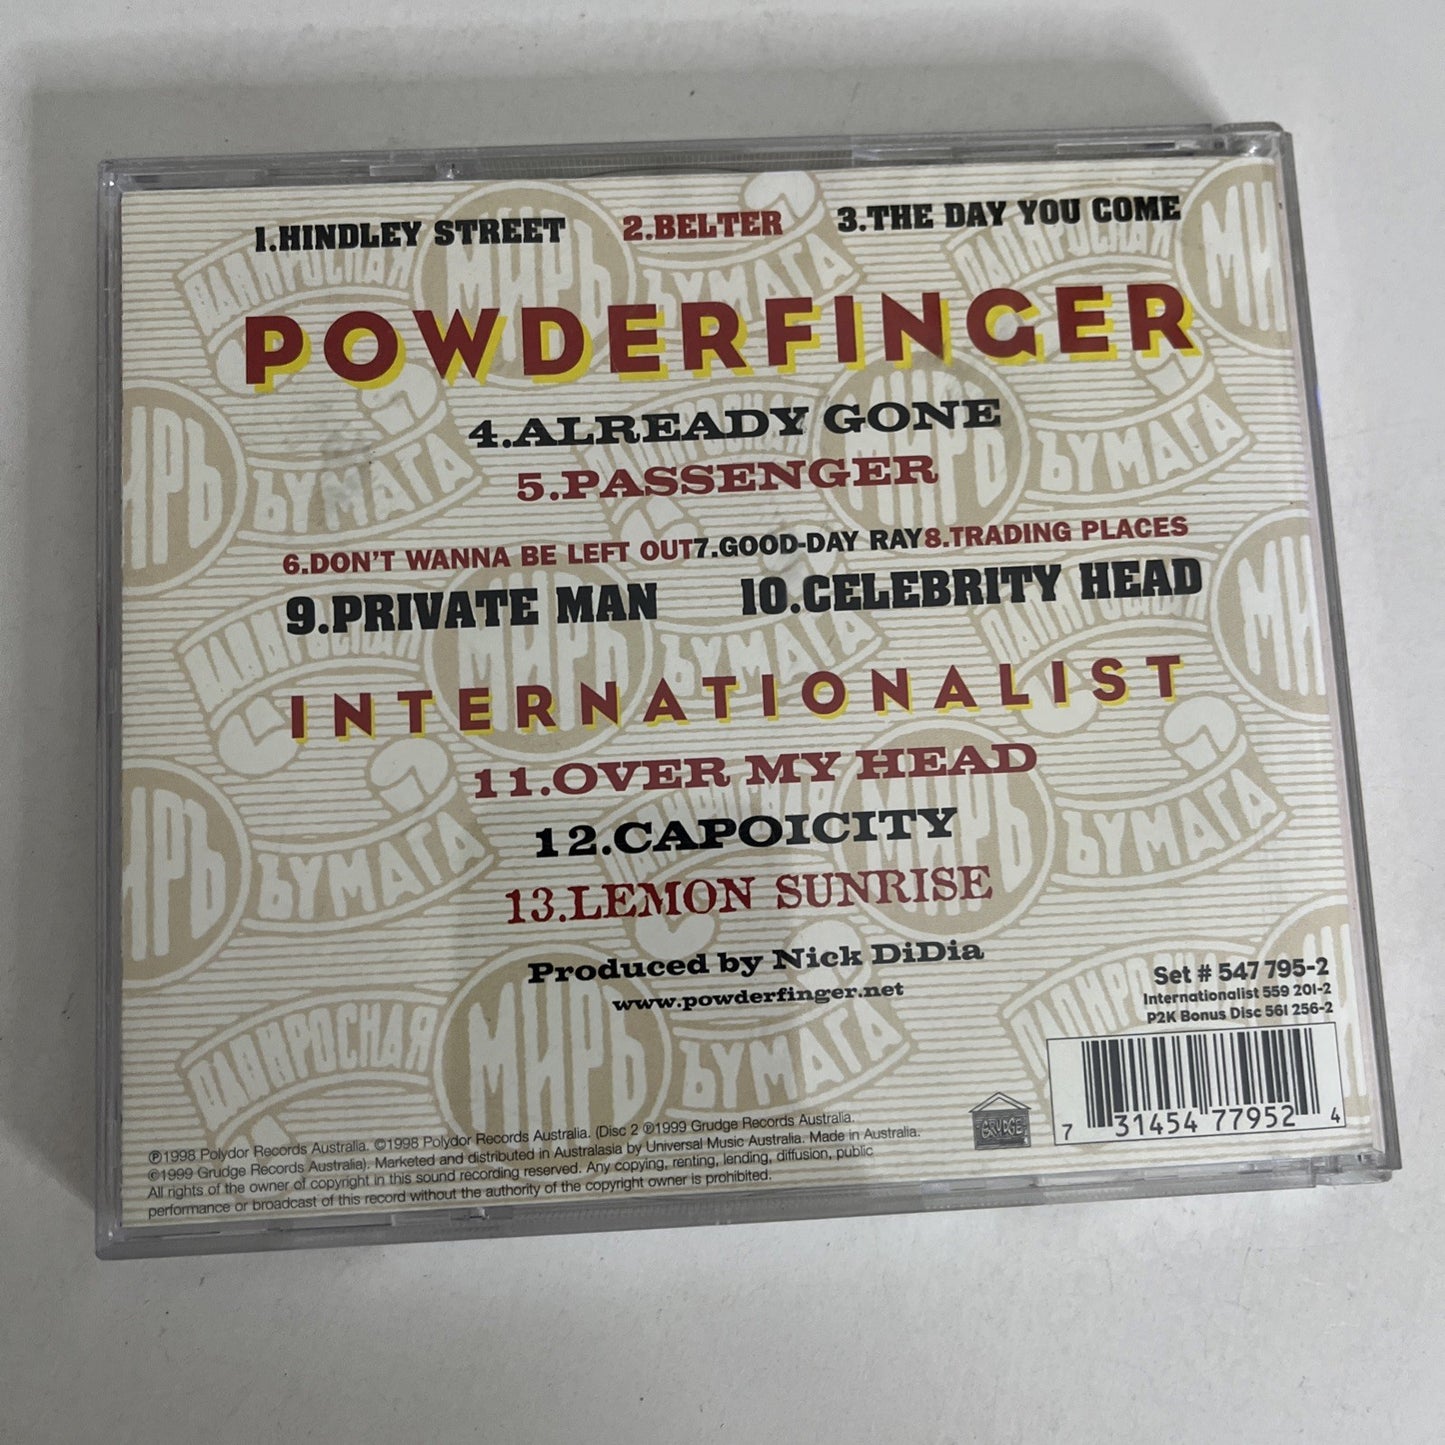 1.HINDLEY STREET 2.BELTER 3.THE DAY YOU COME
POWDERFINGER
4.ALREADY GONE
5.PASSENGER
6.DON'T WANNA BE LEFT OUT7.GOOD-DAY RAY8.TRADING PLACES
9.PRIVATE MAN 10.CELEBRITY HEAD
INTERNATIONALIST
11.OVER MY HEAD
12.CAPOICITY
13.LEMON SUNRISE
Produced by Nick DiDia
www.powderfinger.net
Set # 547 795-2
Internationalist 559 201-2
P2K Bonus Disc 561 256-2
7 31454 77952 4
GRUDGE
℗1998 Polydor Records Australia. ©1998 Polydor Records Australia. (Disc 2 ℗1999 Grudge Records Australia.
©1999 Grudge Records Australia). Marketed and distributed in Australasia by Universal Music Australia. Made in Australia.
All rights of the owner of copyright in this sound recording reserved. Any copying, renting, lending, diffusion, public
performance or broadcast of this record without the authority of the copyright owner is prohibited.
ПАПИРОСНАЯ МИРЪ БУМАГА